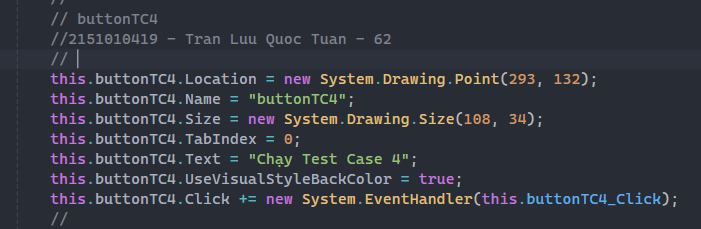 //
// buttonTC4
//2151010419 - Tran Luu Quoc Tuan - 62
//
this.buttonTC4.Location = new System.Drawing.Point(293, 132);
this.buttonTC4.Name = "buttonTC4";
this.buttonTC4.Size = new System.Drawing.Size(108, 34);
this.buttonTC4.TabIndex = 0;
this.buttonTC4.Text = "Chạy Test Case 4";
this.buttonTC4.UseVisualStyleBackColor = true;
this.buttonTC4.Click += new System.EventHandler(this.buttonTC4_Click);
//